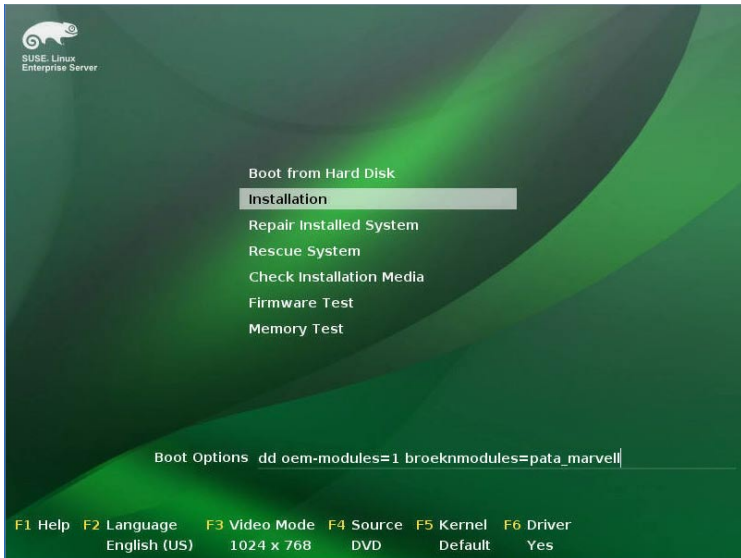 SUSE. Linux
Enterprise Server
Boot from Hard Disk
Installation
Repair Installed System
Rescue System
Check Installation Media
Firmware Test
Memory Test
Boot Options dd oem-modules=1 broeknmodules=pata_marvell
F1 Help F2 Language F3 Video Mode F4 Source F5 Kernel F6 Driver
English (US) 1024 x 768 DVD Default Yes